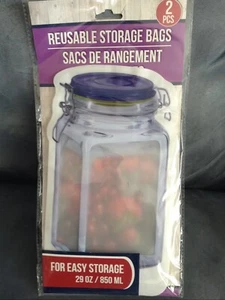 2
PCS
REUSABLE STORAGE BAGS
SACS DE RANGEMENT
FOR EASY STORAGE
29 OZ / 850 ML